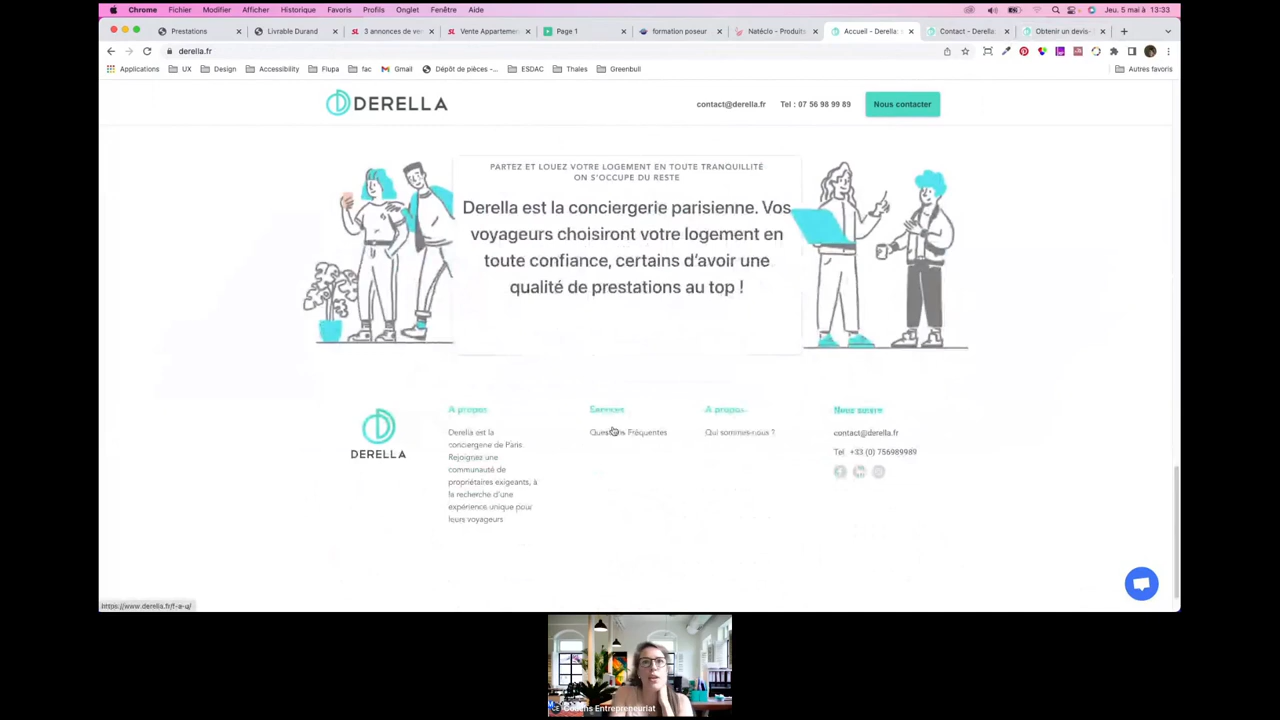 Chrome Fichier Modifier Afficher Historique Favoris Profils Onglet Fenêtre Aide Jeu. 5 mai à 13:33
Prestations Livrable Durand 3 annonces de ve Vente Appartemen Page 1 formation poseur Natéclo - Produits Accueil - Derella: s Contact - Derella. Obtenir un devis-
derella.fr
Applications UX Design Accessibility Flupa fac Gmail Dépôt de pièces -... ESDAC Thales Greenbull Autres favoris
DERELLA contact@derella.fr Tel : 07 56 98 99 89 Nous contacter
PARTEZ ET LOUEZ VOTRE LOGEMENT EN TOUTE TRANQUILLITÉ
ON S'OCCUPE DU RESTE
Derella est la conciergerie parisienne. Vos
voyageurs choisiront votre logement en
toute confiance, certains d'avoir une
qualité de prestations au top !
DERELLA
A propos
Derella est la
conciergerie de Paris
Rejoignez une
communauté de
propriétaires exigeants, à
la recherche d'une
expérience unique pour
leurs voyageurs
Services
Questions Fréquentes
A propos
Qui sommes-nous ?
Nous suivre
contact@derella.fr
Tel +33 (0) 756989989
https://www.derella.fr/f-a-q/
Entrepreneuriat